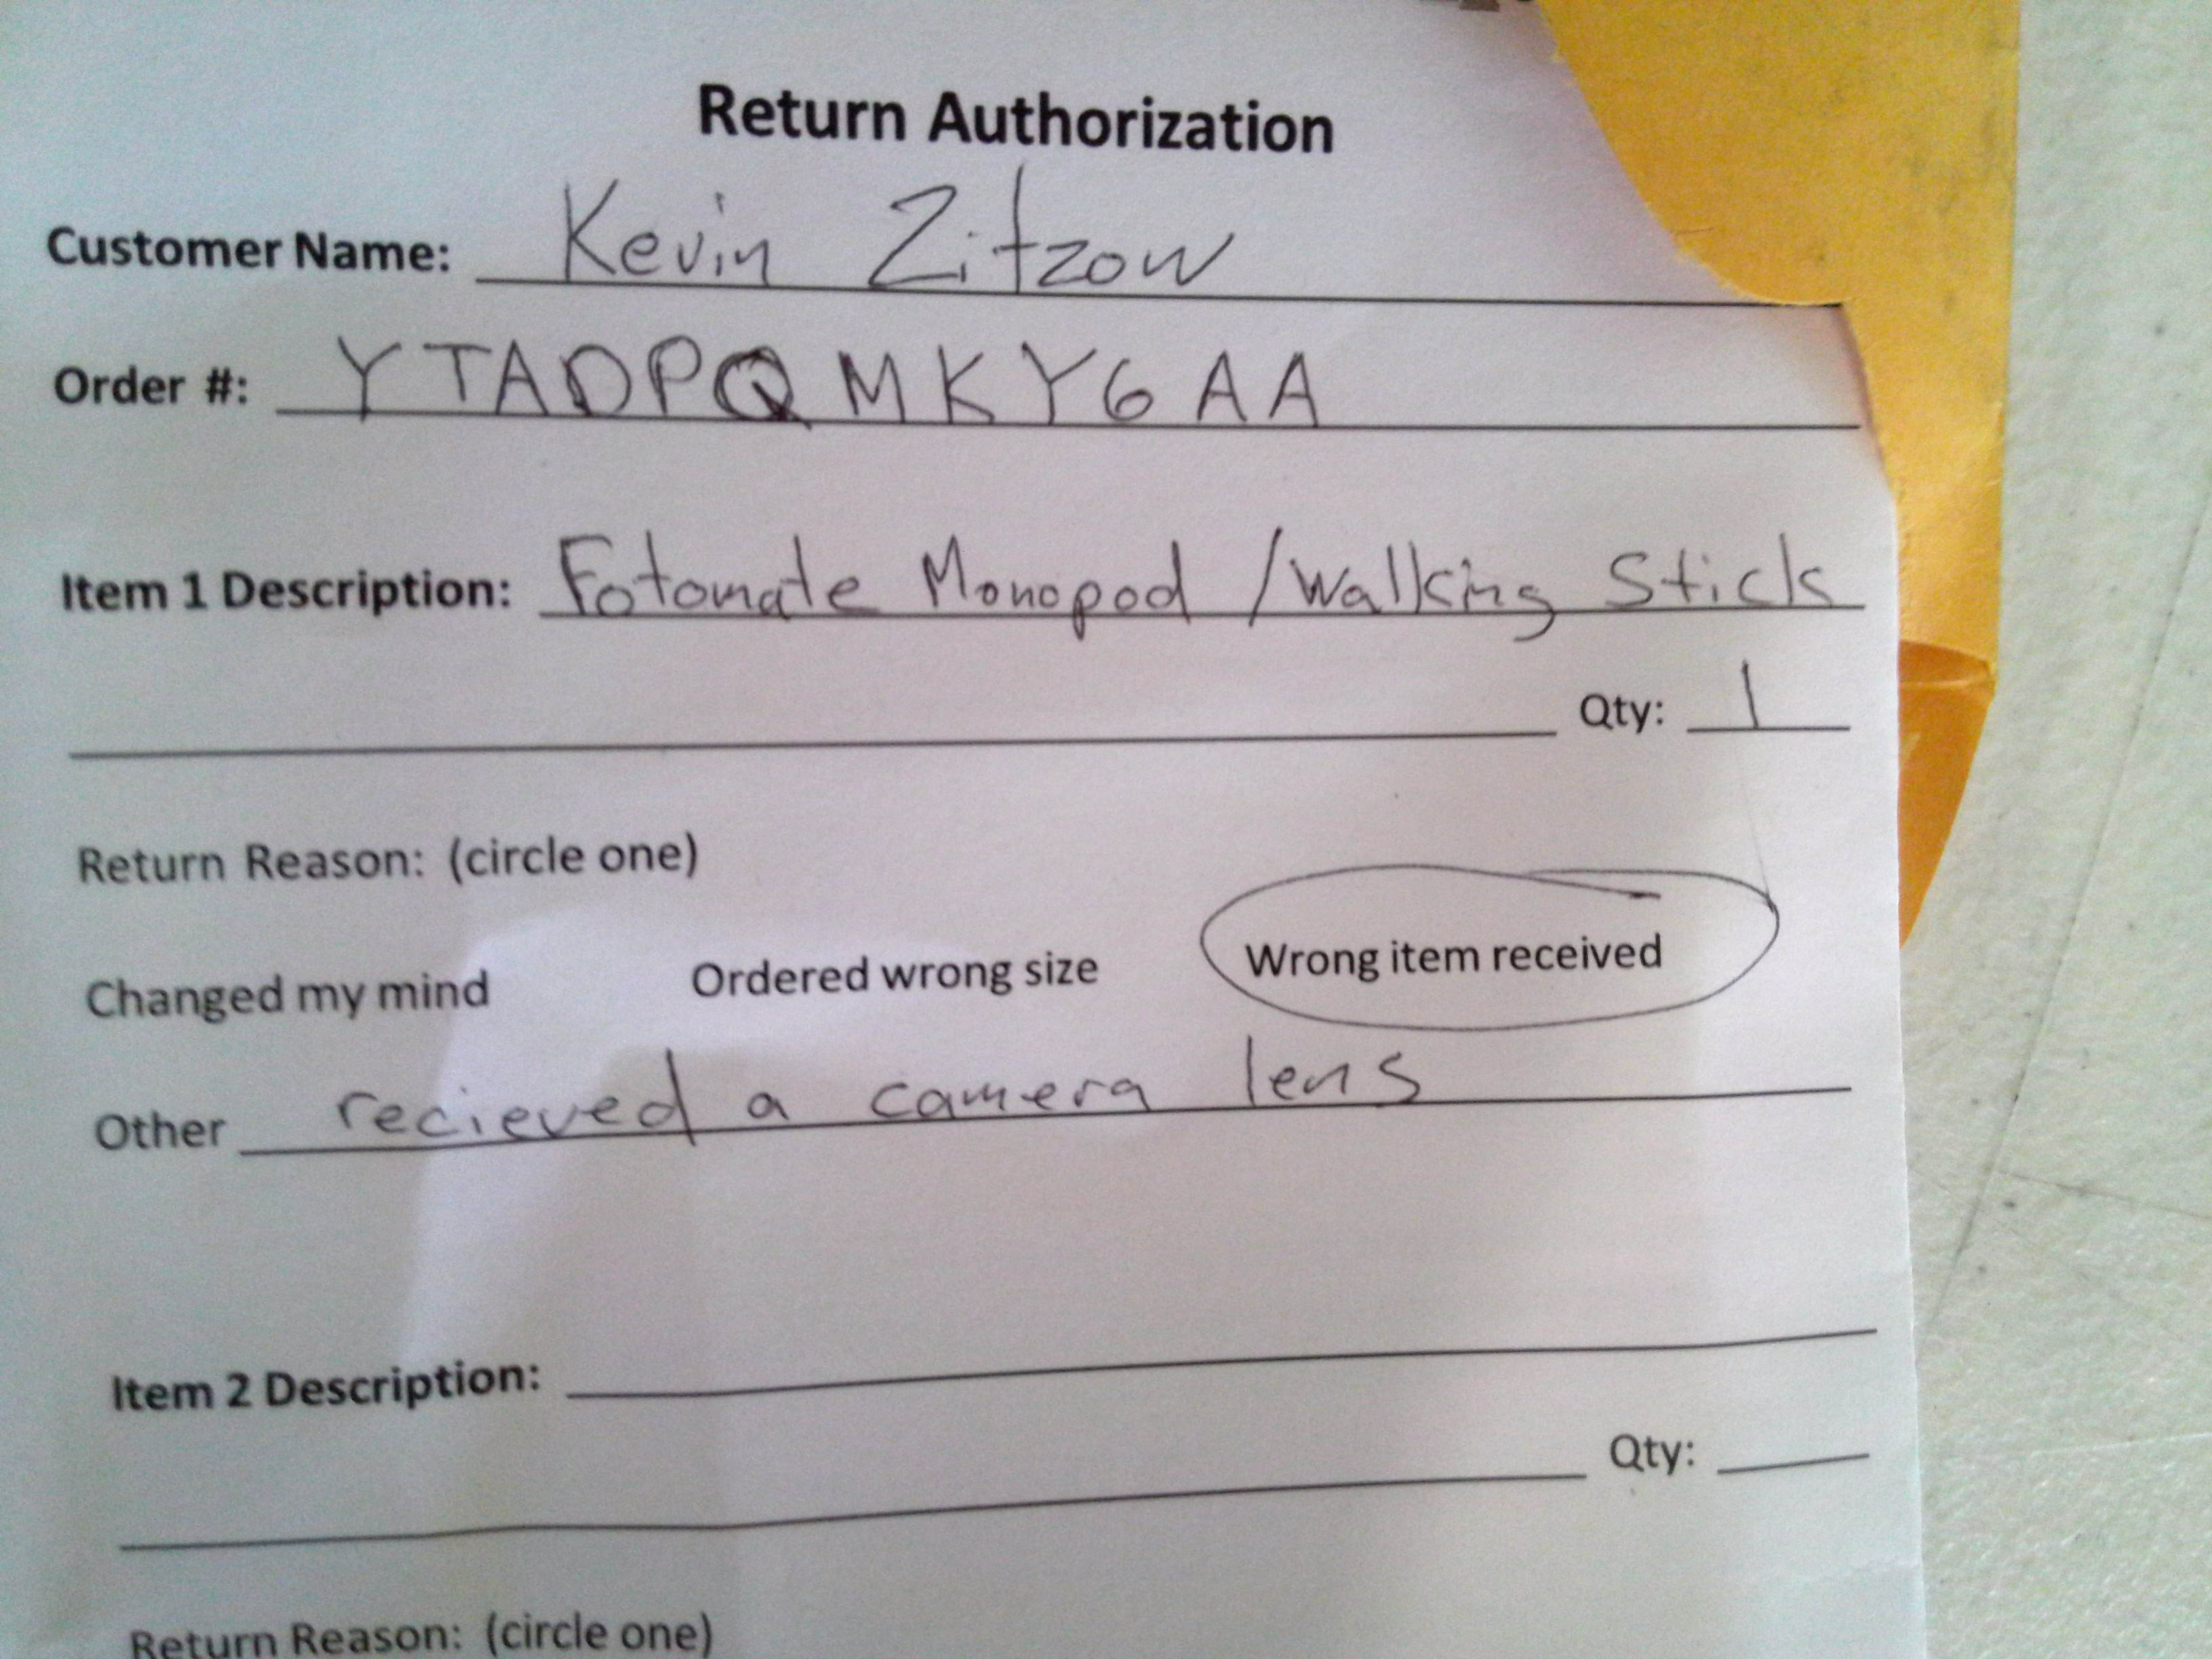 Return Authorization
Customer Name: Kevin Zitzow
Order #: YTADPQMKY6AA
Item 1 Description: Fotomate Monopod / Walking Stick
Qty: 1
Return Reason: (circle one)
Changed my mind Ordered wrong size Wrong item received
Other recieved a camera lens
Item 2 Description:
Qty:
Return Reason: (circle one)